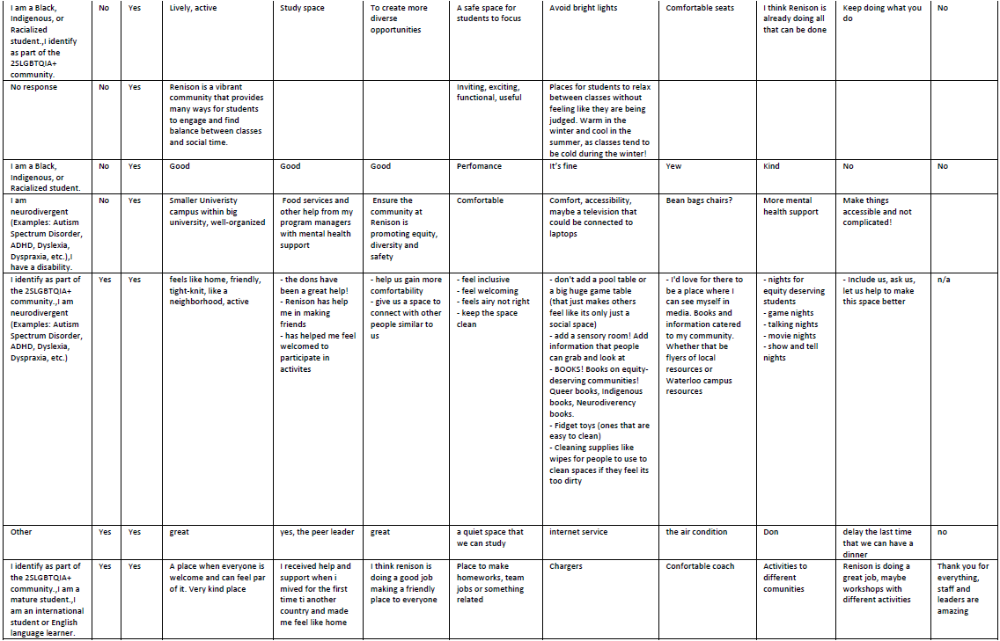 I am a Black,
Indigenous, or
Racialized
student.,I identify
as part of the
2SLGBTQIA+
community.
No
Yes
Lively, active
Study space
To create more
diverse
opportunities
A safe space for
students to focus
Avoid bright lights
Comfortable seats
I think Renison is
already doing all
that can be done
Keep doing what you
do
No
No response
No
Yes
Renison is a vibrant
community that provides
many ways for students
to engage and find
balance between classes
and social time.
Inviting, exciting,
functional, useful
Places for students to relax
between classes without
feeling like they are being
judged. Warm in the
winter and cool in the
summer, as classes tend to
be cold during the winter!
I am a Black,
Indigenous, or
Racialized student.
No
Yes
Good
Good
Good
Perfomance
It's fine
Yew
Kind
No
No
I am
neurodivergent
(Examples: Autism
Spectrum Disorder,
ADHD, Dyslexia,
Dyspraxia, etc.),I
have a disability.
No
Yes
Smaller Univeristy
campus within big
university, well-organized
Food services and
other help from my
program managers
with mental health
support
Ensure the
community at
Renison is
promoting equity,
diversity and
safety
Comfortable
Comfort, accessibility,
maybe a television that
could be connected to
laptops
Bean bags chairs?
More mental
health support
Make things
accessible and not
complicated!
I identify as part of
the 2SLGBTQIA+
community.,I am
neurodivergent
(Examples: Autism
Spectrum Disorder,
ADHD, Dyslexia,
Dyspraxia, etc.)
Yes
Yes
feels like home, friendly,
tight-knit, like a
neighborhood, active
- the dons have
been a great help!
- Renison has help
me in making
friends
- has helped me feel
welcomed to
participate in
activites
- help us gain more
comfortability
- give us a space to
connect with other
people similar to
us
- feel inclusive
- feel welcoming
- feels airy not right
- keep the space
clean
- don't add a pool table or
a big huge game table
(that just makes others
feel like its only just a
social space)
- add a sensory room! Add
information that people
can grab and look at
- BOOKS! Books on equity-
deserving communities!
Queer books, Indigenous
books, Neurodiverency
books.
- Fidget toys (ones that are
easy to clean)
- Cleaning supplies like
wipes for people to use to
clean spaces if they feel its
too dirty
- I'd love for there to
be a place where I
can see myself in
media. Books and
information catered
to my community.
Whether that be
flyers of local
resources or
Waterloo campus
resources
- nights for
equity deserving
students
- game nights
- talking nights
- movie nights
- show and tell
nights
- Include us, ask us,
let us help to make
this space better
n/a
Other
Yes
Yes
great
yes, the peer leader
great
a quiet space that
we can study
internet service
the air condition
Don
delay the last time
that we can have a
dinner
no
I identify as part of
the 2SLGBTQIA+
community.,I am a
mature student.,I
am an international
student or English
language learner.
Yes
Yes
A place when everyone is
welcome and can feel par
of it. Very kind place
I received help and
support when i
mived for the first
time ti another
country and made
me feel like home
I think renison is
doing a good job
making a friendly
place to everyone
Place to make
homeworks, team
jobs or something
related
Chargers
Confortable coach
Activities to
different
comunities
Renison is doing a
great job, maybe
workshops with
different activities
Thank you for
everything,
staff and
leaders are
amazing